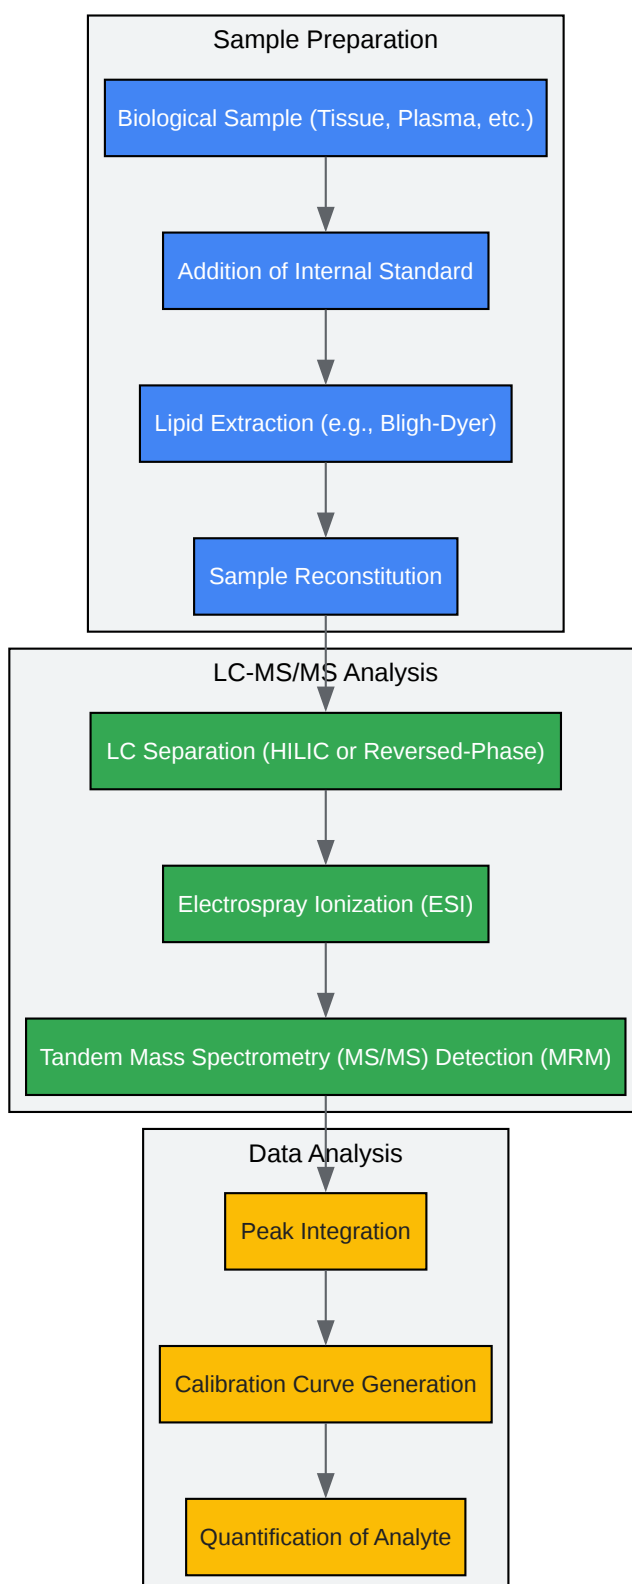 Sample Preparation
Biological Sample (Tissue, Plasma, etc.)
Addition of Internal Standard
Lipid Extraction (e.g., Bligh-Dyer)
Sample Reconstitution
LC-MS/MS Analysis
LC Separation (HILIC or Reversed-Phase)
Electrospray Ionization (ESI)
Tandem Mass Spectrometry (MS/MS) Detection (MRM)
Data Analysis
Peak Integration
Calibration Curve Generation
Quantification of Analyte